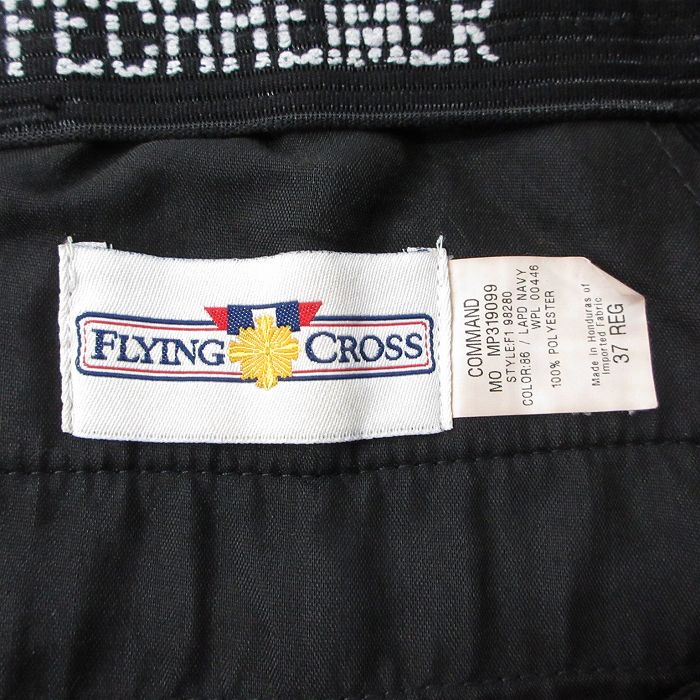 FECHHEIMER
FLYING CROSS
COMMAND
MO MP319099
STYLE:F1 98280
COLOR:86 / LAPD NAVY
WPL 00446
100% POLYESTER
Made in Honduras of
Imported Fabric
37 REG